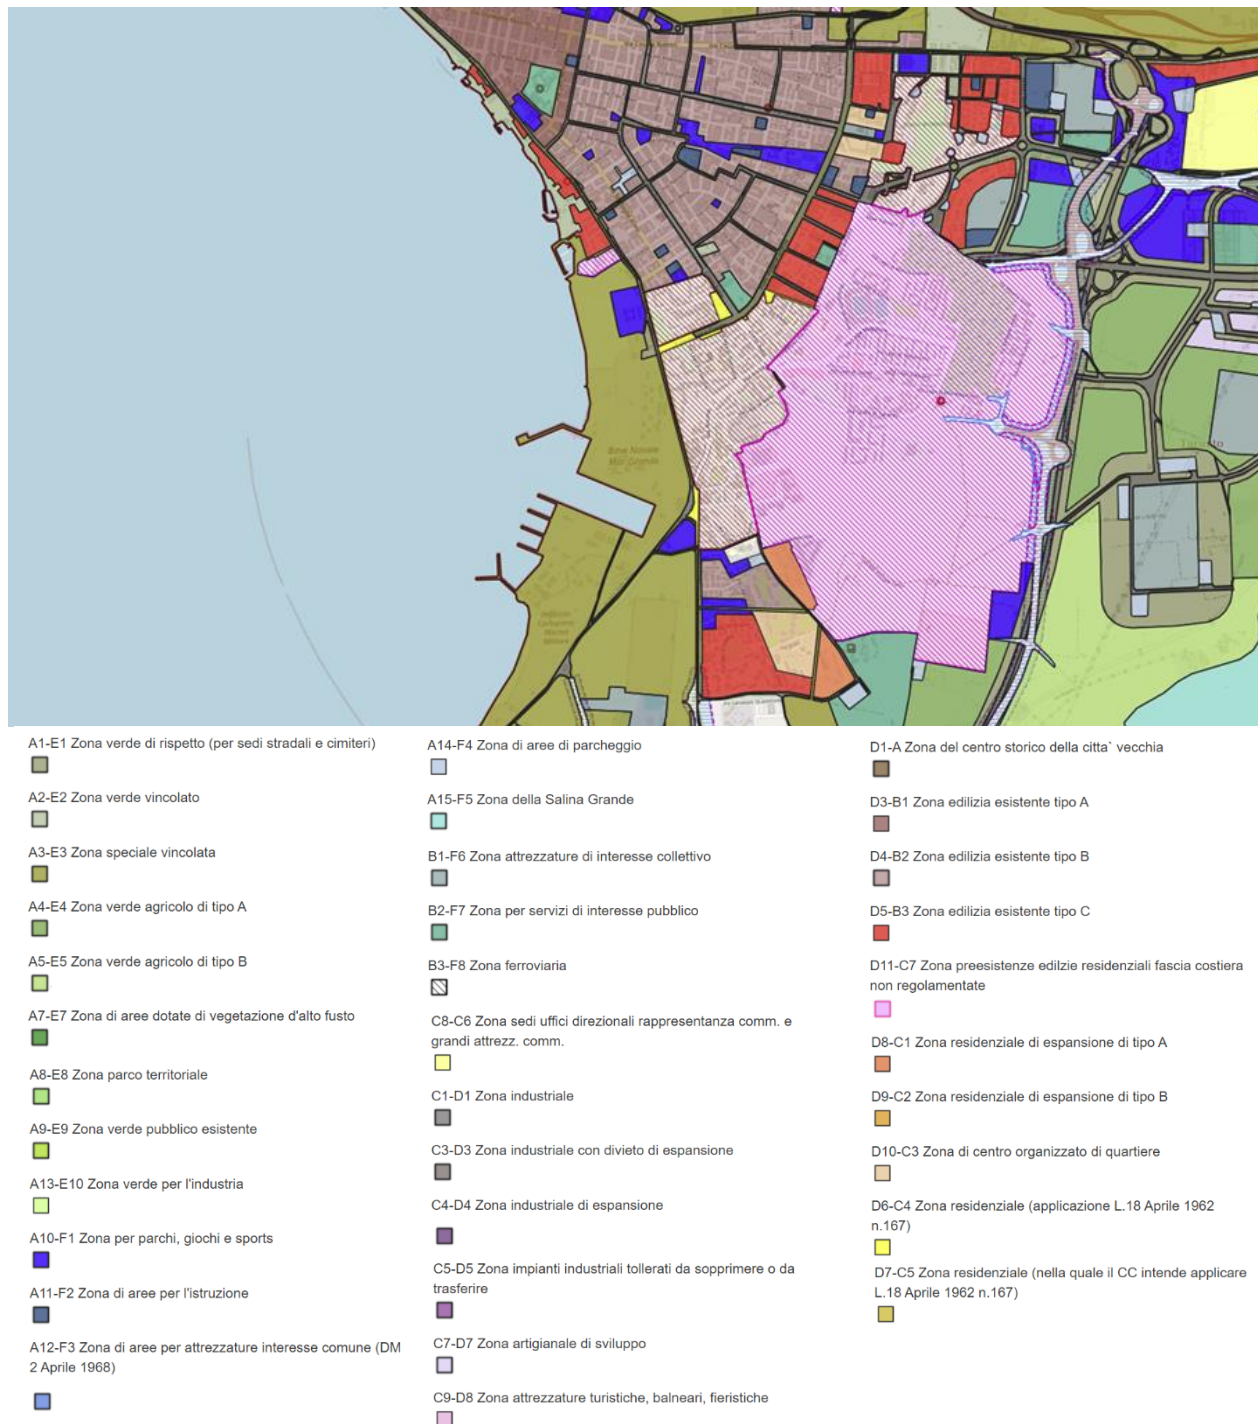 Base Navale
Mar Grande
Taranto
A1-E1 Zona verde di rispetto (per sedi stradali e cimiteri)
A2-E2 Zona verde vincolato
A3-E3 Zona speciale vincolata
A4-E4 Zona verde agricolo di tipo A
A5-E5 Zona verde agricolo di tipo B
A7-E7 Zona di aree dotate di vegetazione d'alto fusto
A8-E8 Zona parco territoriale
A9-E9 Zona verde pubblico esistente
A13-E10 Zona verde per l'industria
A10-F1 Zona per parchi, giochi e sports
A11-F2 Zona di aree per l'istruzione
A12-F3 Zona di aree per attrezzature interesse comune (DM
2 Aprile 1968)
A14-F4 Zona di aree di parcheggio
A15-F5 Zona della Salina Grande
B1-F6 Zona attrezzature di interesse collettivo
B2-F7 Zona per servizi di interesse pubblico
B3-F8 Zona ferroviaria
C8-C6 Zona sedi uffici direzionali rappresentanza comm. e
grandi attrezz. comm.
C1-D1 Zona industriale
C3-D3 Zona industriale con divieto di espansione
C4-D4 Zona industriale di espansione
C5-D5 Zona impianti industriali tollerati da sopprimere o da
trasferire
C7-D7 Zona artigianale di sviluppo
C9-D8 Zona attrezzature turistiche, balneari, fieristiche
D1-A Zona del centro storico della citta` vecchia
D3-B1 Zona edilizia esistente tipo A
D4-B2 Zona edilizia esistente tipo B
D5-B3 Zona edilizia esistente tipo C
D11-C7 Zona preesistenze edilzie residenziali fascia costiera
non regolamentate
D8-C1 Zona residenziale di espansione di tipo A
D9-C2 Zona residenziale di espansione di tipo B
D10-C3 Zona di centro organizzato di quartiere
D6-C4 Zona residenziale (applicazione L.18 Aprile 1962
n.167)
D7-C5 Zona residenziale (nella quale il CC intende applicare
L.18 Aprile 1962 n.167)